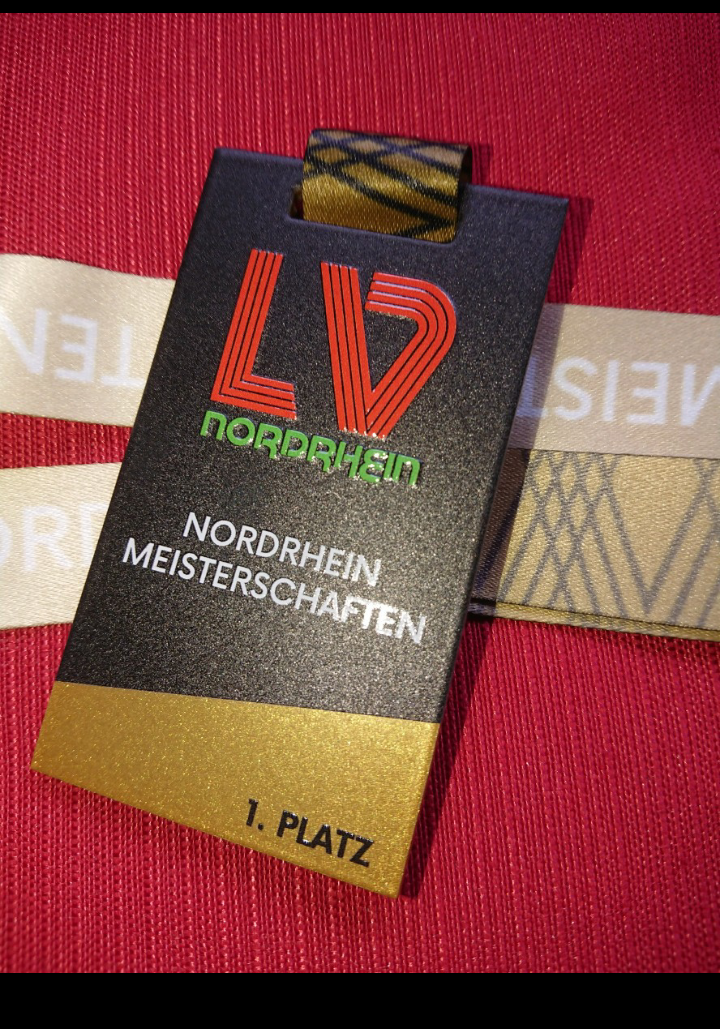 LV
NORDRHEIN
NORDRHEIN
MEISTERSCHAFTEN
1. PLATZ